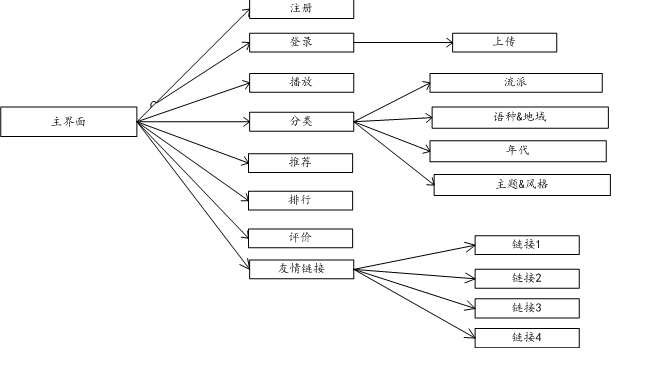 注册
登录
上传
播放
流派
主界面
分类
语种&地域
年代
推荐
主题&风格
排行
评价
友情链接
链接1
链接2
链接3
链接4